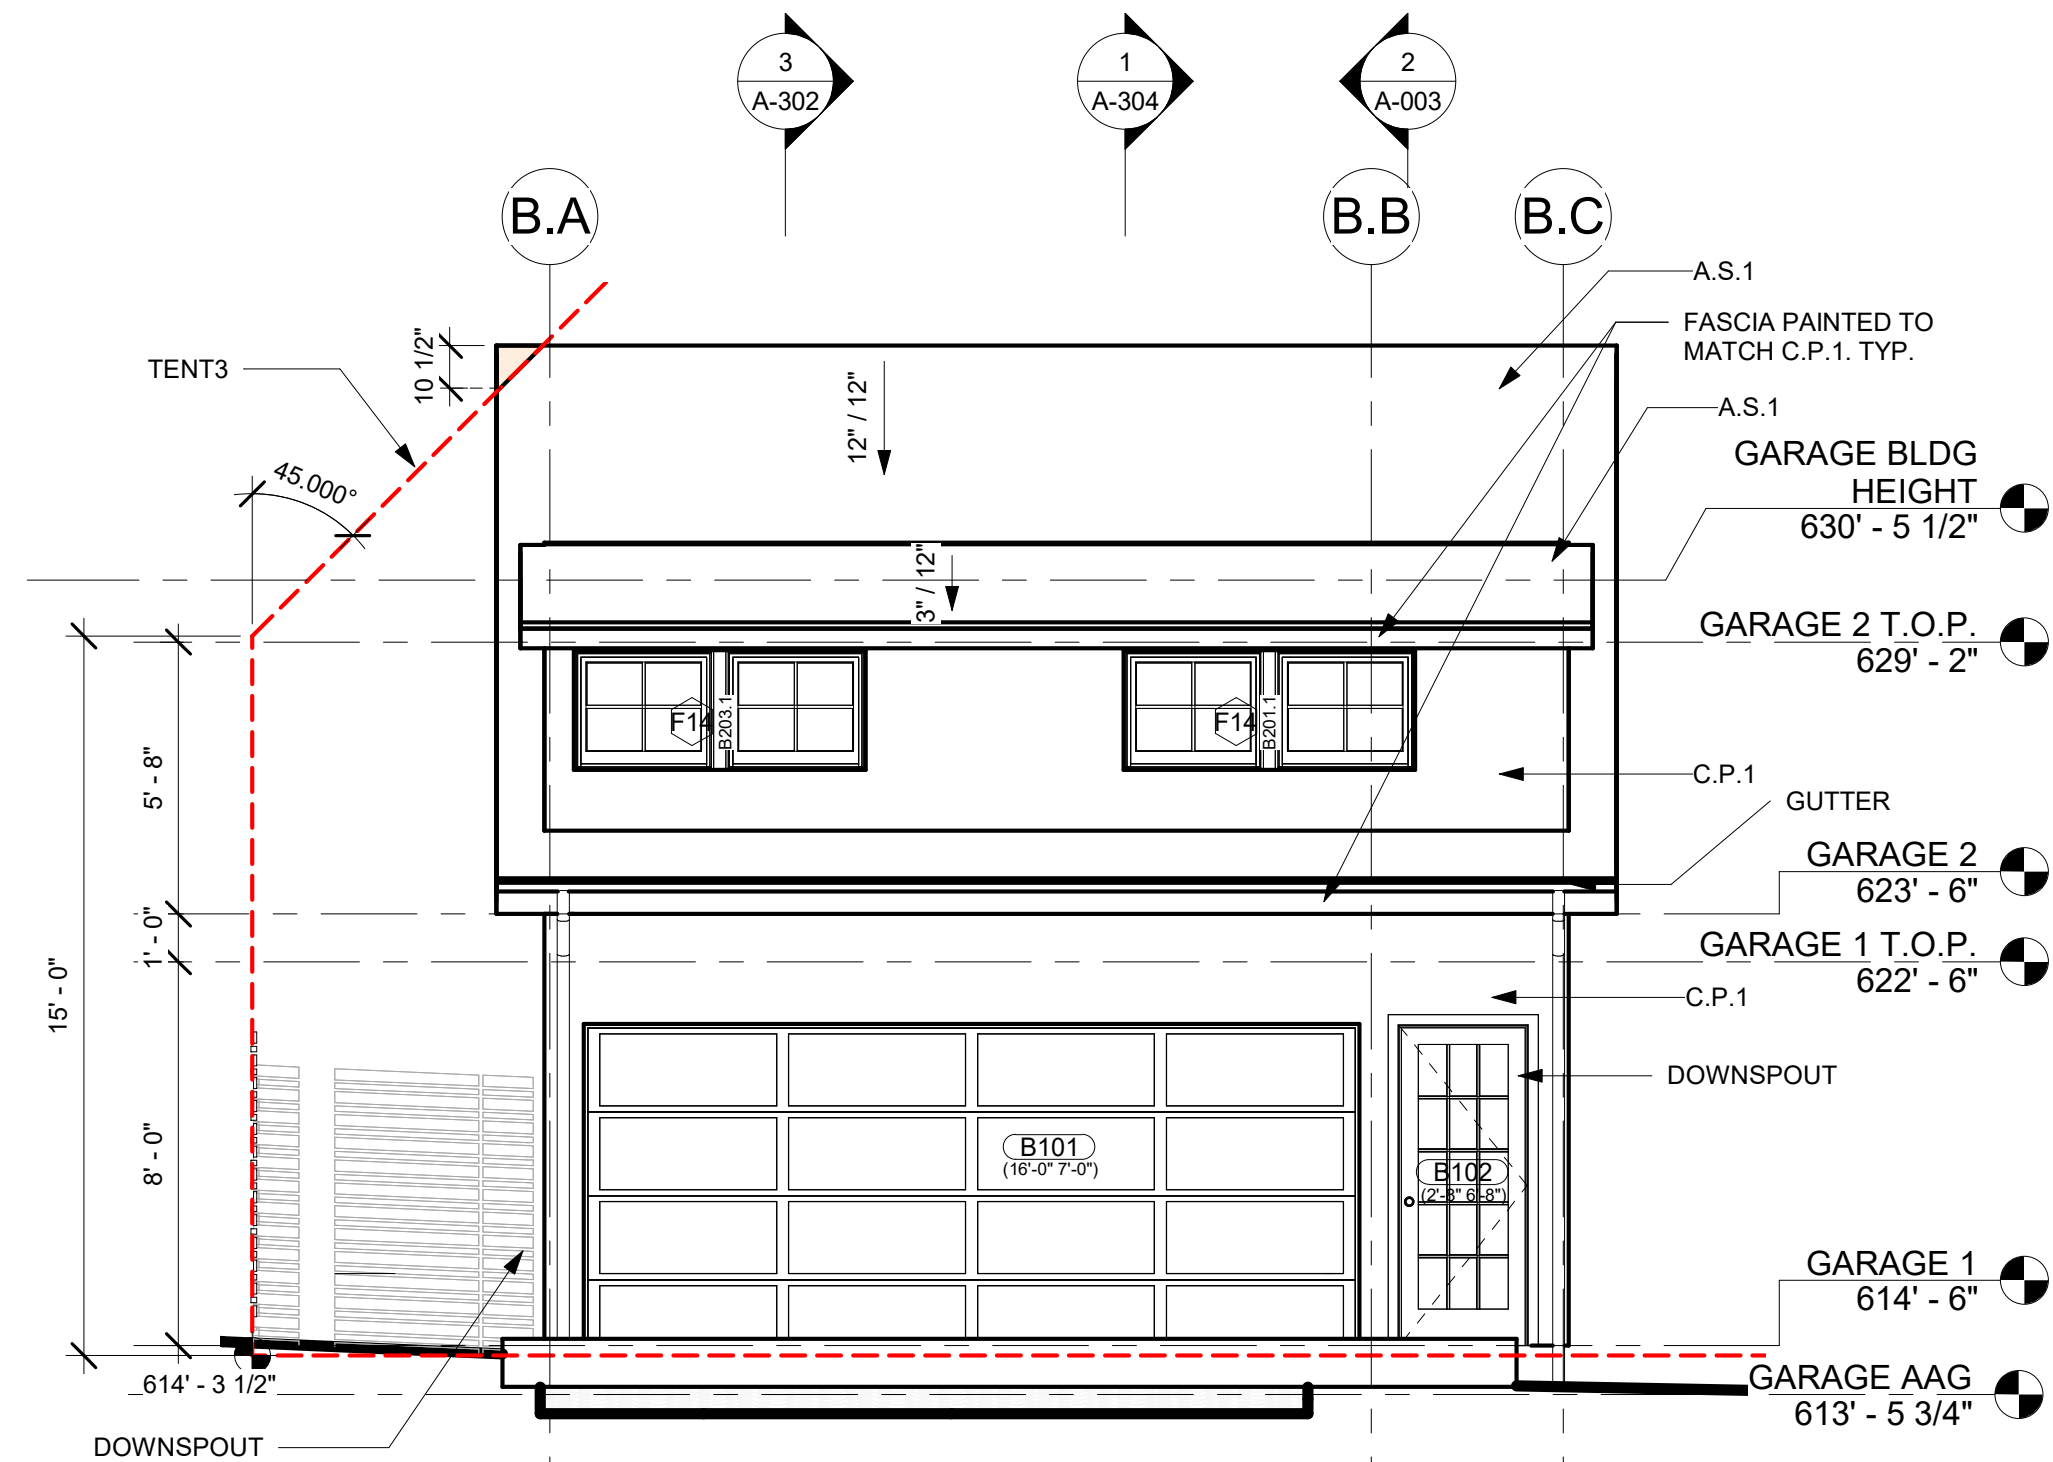 3
A-302
1
A-304
2
A-003
B.A
B.B
B.C
A.S.1
FASCIA PAINTED TO
MATCH C.P.1. TYP.
TENT3
10 1/2"
12" / 12"
A.S.1
45.000°
GARAGE BLDG
HEIGHT
630' - 5 1/2"
3" / 12"
GARAGE 2 T.O.P.
629' - 2"
F14
B203.1
F14
B201.1
5' - 8"
C.P.1
GUTTER
GARAGE 2
623' - 6"
1' - 0"
GARAGE 1 T.O.P.
622' - 6"
15' - 0"
C.P.1
DOWNSPOUT
8' - 0"
B101
(16'-0" 7'-0")
B102
(2'-8" 6'-8")
GARAGE 1
614' - 6"
614' - 3 1/2"
GARAGE AAG
613' - 5 3/4"
DOWNSPOUT